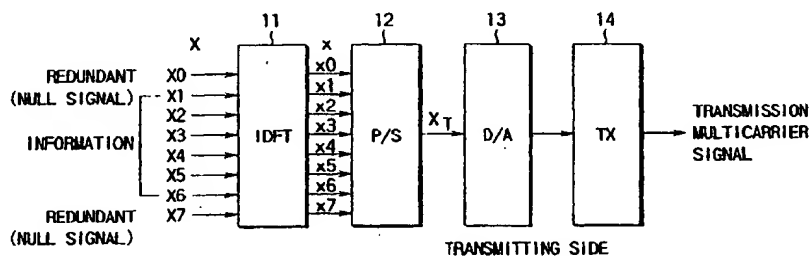 11
12
13
14
X
x
REDUNDANT
(NULL SIGNAL)
INFORMATION
REDUNDANT
(NULL SIGNAL)
X0
X1
X2
X3
X4
X5
X6
X7
IDFT
x0
x1
x2
x3
x4
x5
x6
x7
P/S
XT
D/A
TX
TRANSMISSION
MULTICARRIER
SIGNAL
TRANSMITTING SIDE